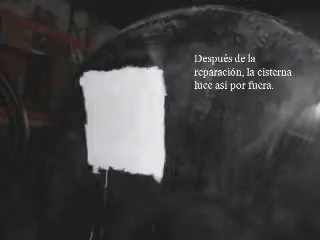 Después de la
reparación, la cisterna
luce así por fuera.